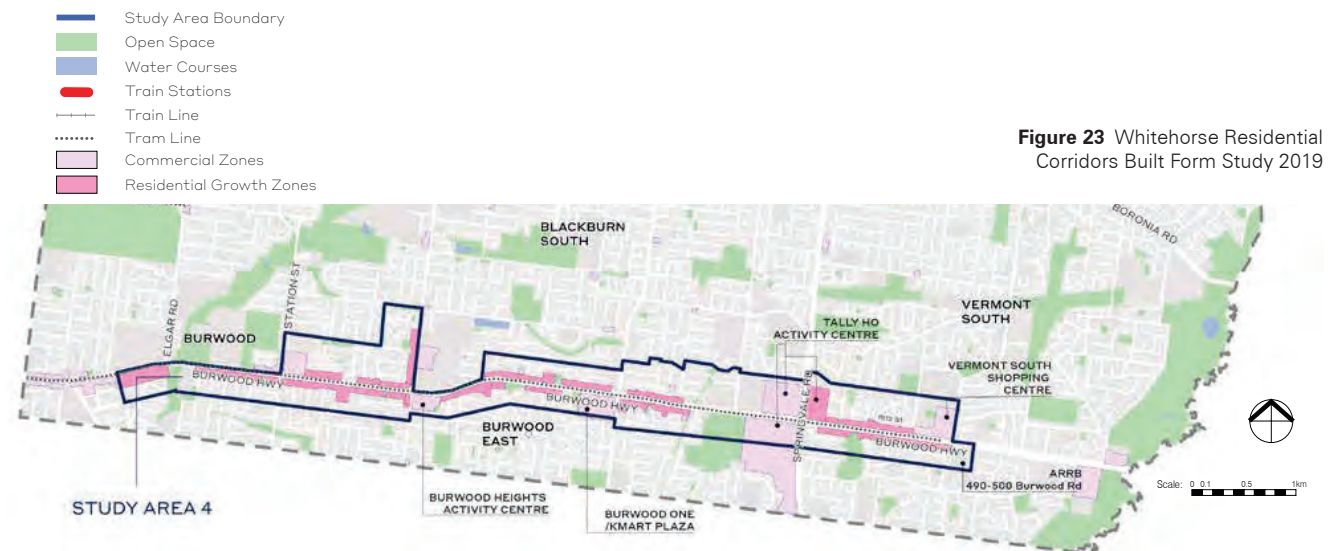 Study Area Boundary
Open Space
Water Courses
Train Stations
Train Line
Tram Line
Commercial Zones
Residential Growth Zones
Figure 23 Whitehorse Residential
Corridors Built Form Study 2019
BORONIA RD
BLACKBURN
SOUTH
ELGAR RD
STATION ST
BURWOOD
VERMONT
SOUTH
TALLY HO
ACTIVITY CENTRE
VERMONT SOUTH
SHOPPING
CENTRE
BURWOOD HWY
BURWOOD HWY
SPRINGVALE RD
BURWOOD HWY
BURWOOD
EAST
ARRB
490-500 Burwood Rd
STUDY AREA 4
BURWOOD HEIGHTS
ACTIVITY CENTRE
BURWOOD ONE
/KMART PLAZA
Scale: 0 0.1 0.5 1km